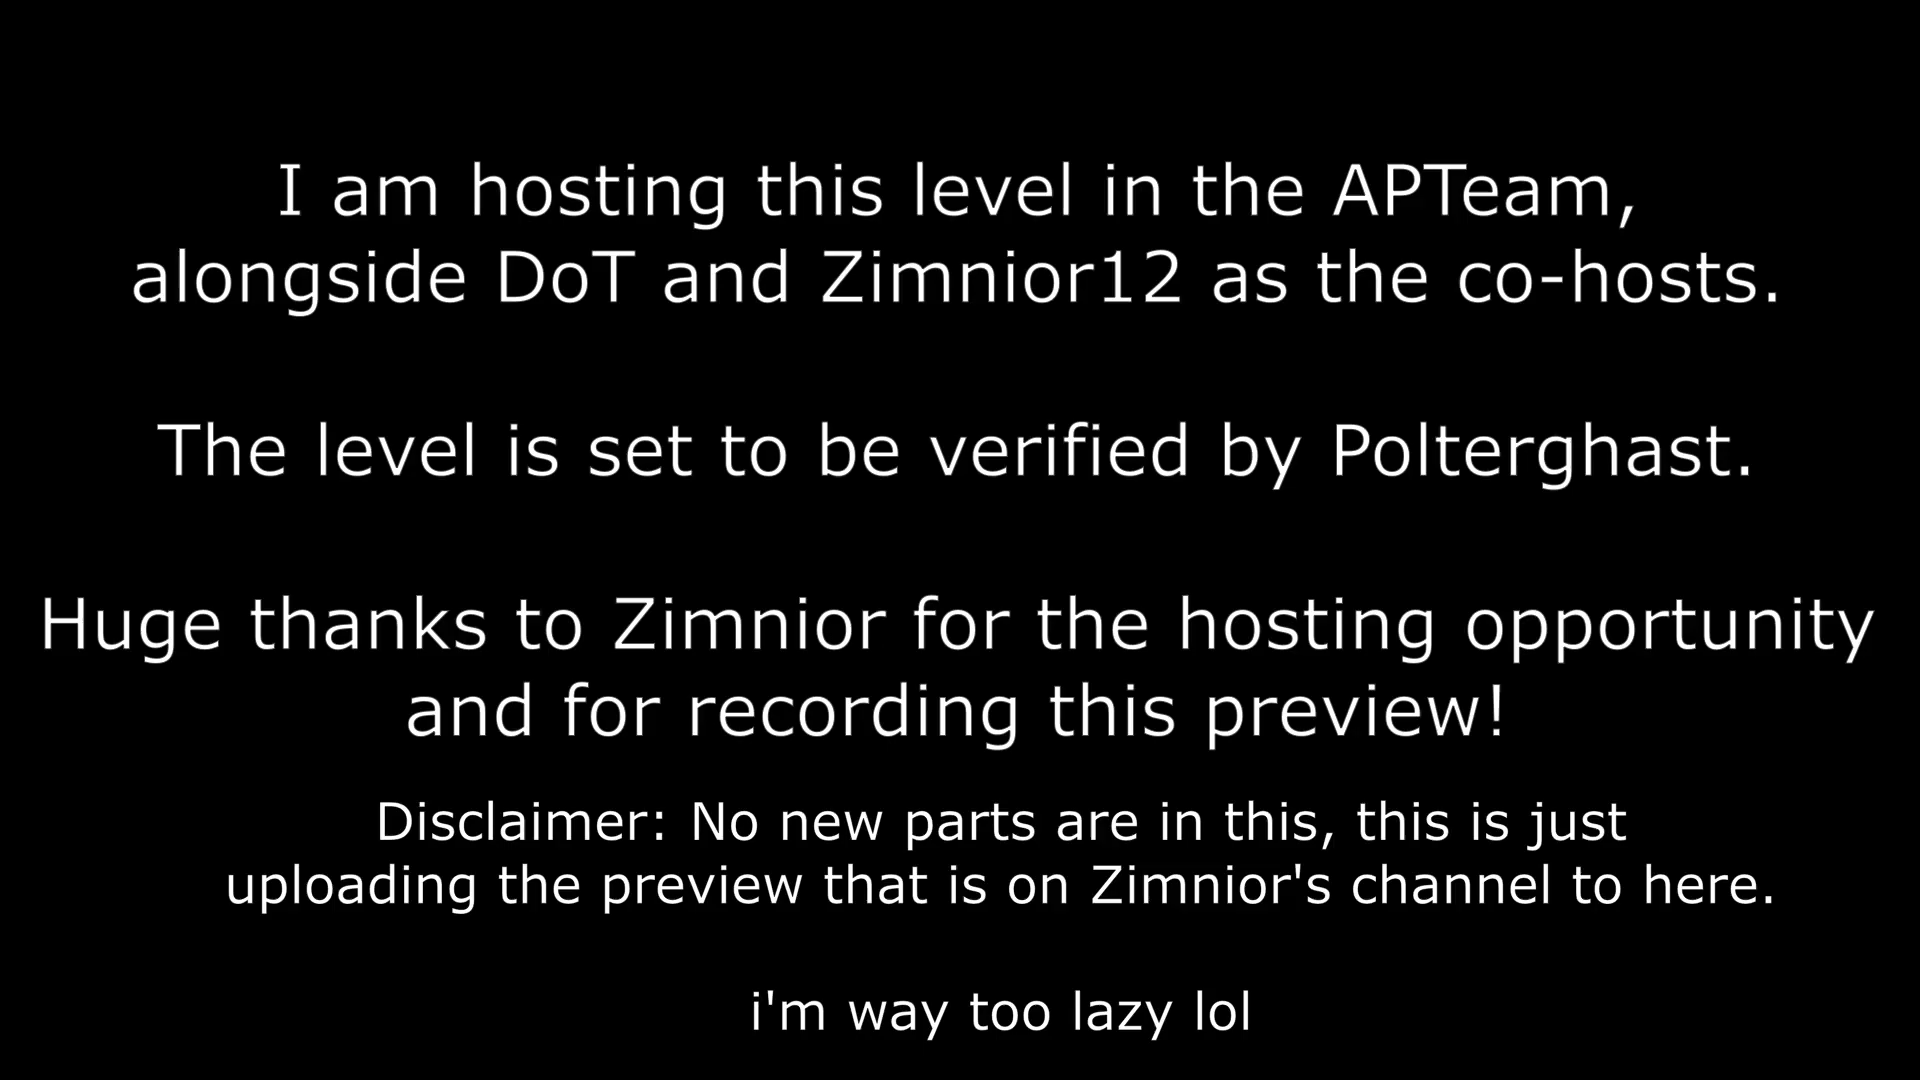 I am hosting this level in the APTeam,
alongside DoT and Zimnior12 as the co-hosts.
The level is set to be verified by Polterghast.
Huge thanks to Zimnior for the hosting opportunity
and for recording this preview!
Disclaimer: No new parts are in this, this is just
uploading the preview that is on Zimnior's channel to here.
i'm way too lazy lol